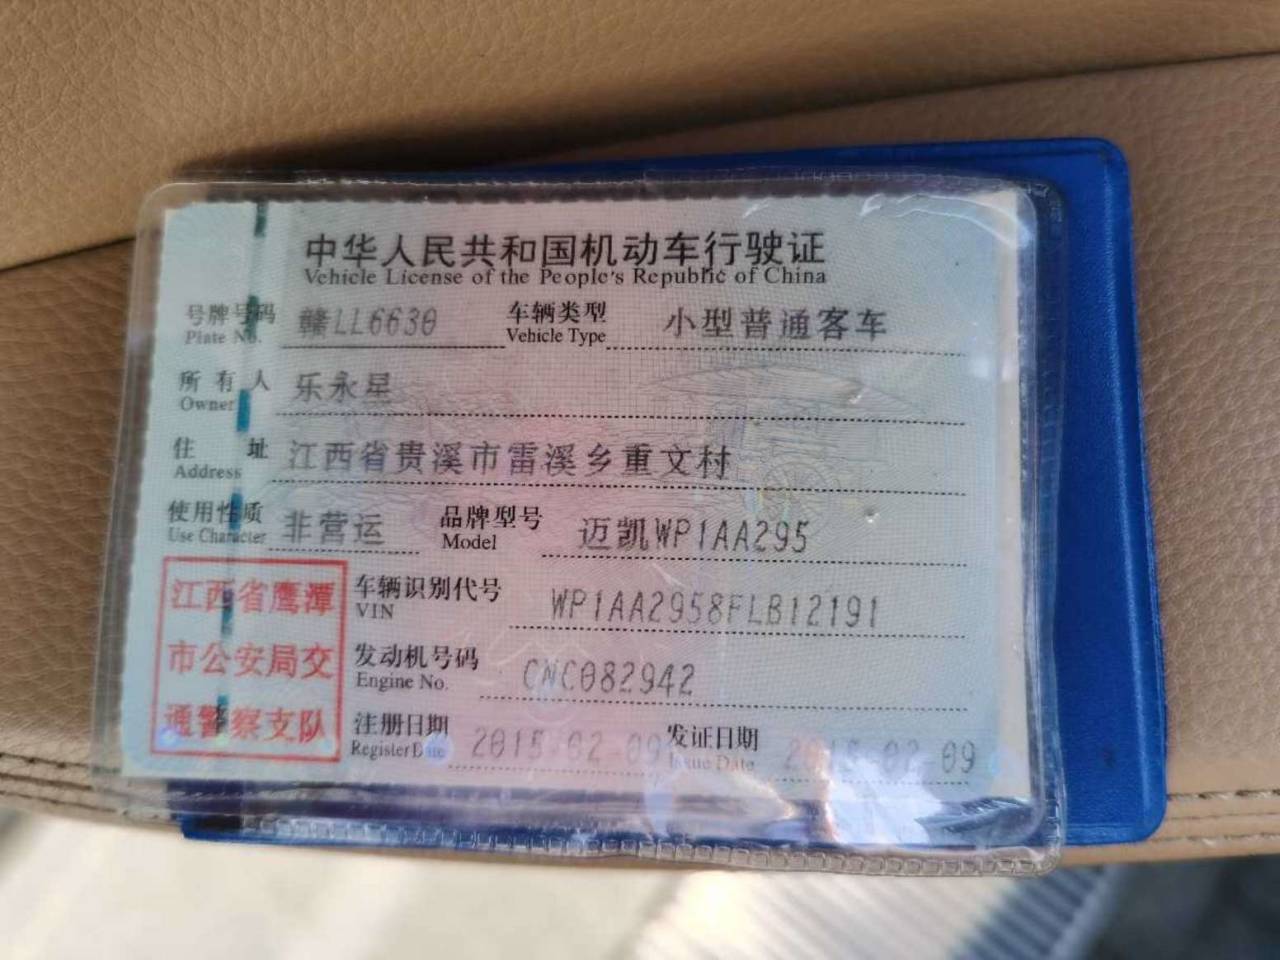 中华人民共和国机动车行驶证
Vehicle License of the People's Republic of China
号牌号码 赣LL6630 车辆类型 小型普通客车
Plate No. Vehicle Type
所有人 乐永星
Owner
住址 江西省贵溪市雷溪乡重文村
Address
使用性质 非营运 品牌型号 迈凯WP1AA295
Use Character Model
江西省鹰潭
市公安局交
通警察支队
车辆识别代号 WP1AA2958FLB12191
VIN
发动机号码 CNC082942
Engine No.
注册日期 2015-02-09 发证日期 2015-02-09
Register Date Issue Date